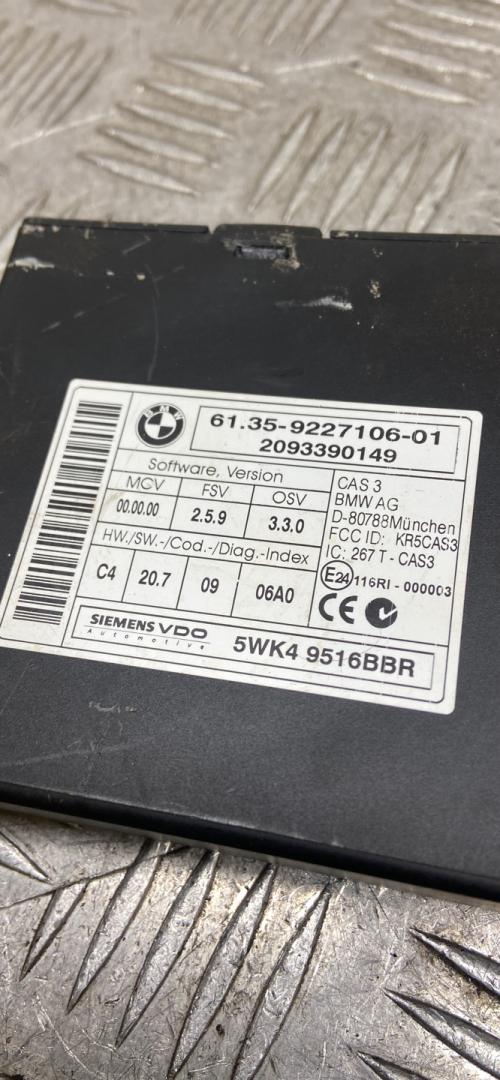 BMW
61.35-9227106-01
2093390149
Software, Version
MCV FSV OSV
00.00.00 2.5.9 3.3.0
HW./SW.-/Cod.-/Diag.-Index
C4 20.7 09 06A0
CAS 3
BMW AG
D-80788München
FCC ID: KR5CAS3
IC: 267 T - CAS3
E24 116RI - 000003
CE
SIEMENS VDO
Automotive
5WK4 9516BBR